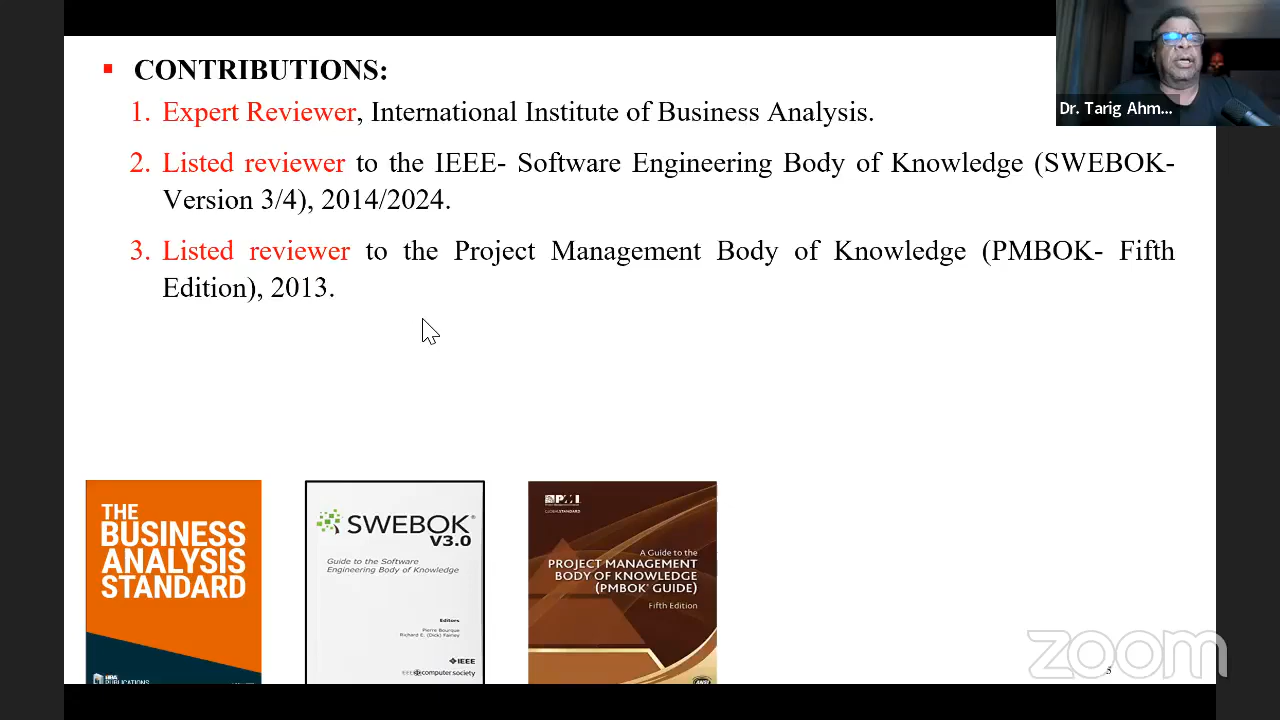 CONTRIBUTIONS:
1. Expert Reviewer, International Institute of Business Analysis.
2. Listed reviewer to the IEEE- Software Engineering Body of Knowledge (SWEBOK-
Version 3/4), 2014/2024.
3. Listed reviewer to the Project Management Body of Knowledge (PMBOK- Fifth
Edition), 2013.
Dr. Tarig Ahm...
THE
BUSINESS
ANALYSIS
STANDARD
SWEBOK®
V3.0
Guide to the Software
Engineering Body of Knowledge
Editors
Pierre Bourque
Richard E. (Dick) Fairley
IEEE
IEEE computer society
PMI
GLOBAL STANDARD
A Guide to the
PROJECT MANAGEMENT
BODY OF KNOWLEDGE
(PMBOK® GUIDE)
Fifth Edition
zoom
5